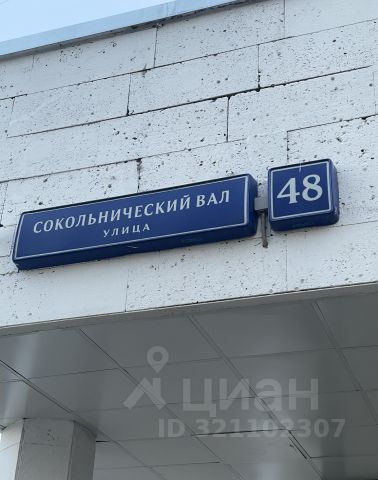 СОКОЛЬНИЧЕСКИЙ ВАЛ
УЛИЦА
48
циан
ID 321102307